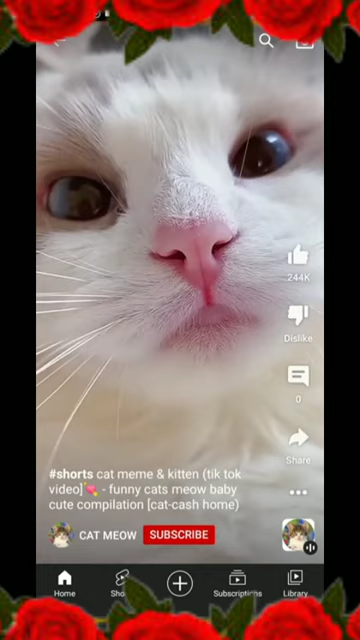 244K
Dislike
0
Share
#shorts cat meme & kitten (tik tok
video)💘 - funny cats meow baby
cute compilation [cat-cash home)
CAT MEOW SUBSCRIBE
Home Sho Subscriptions Library